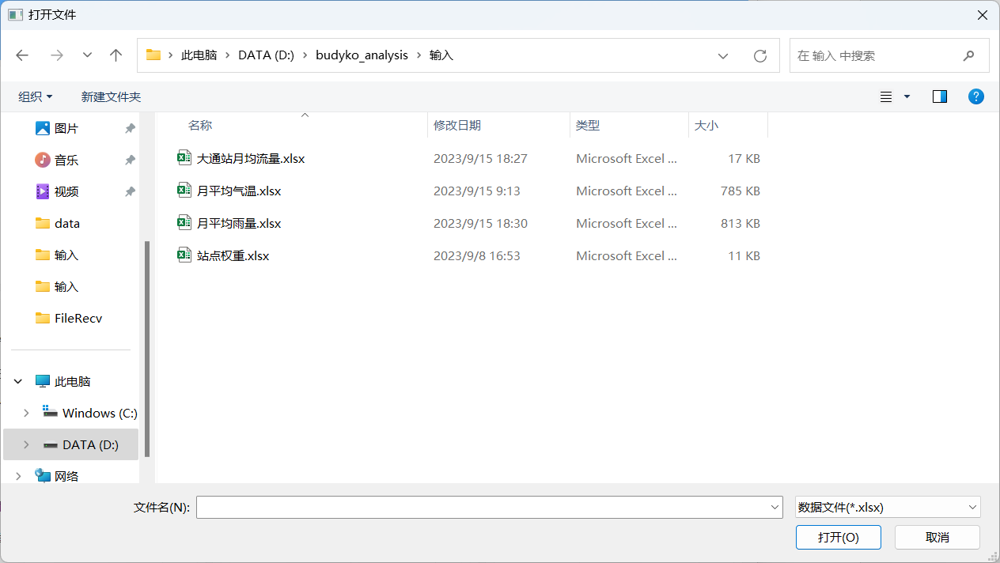 打开文件
此电脑 › DATA (D:) › budyko_analysis › 输入
在 输入 中搜索
组织 新建文件夹
图片
音乐
视频
data
输入
输入
FileRecv
此电脑
Windows (C:)
DATA (D:)
网络
名称 修改日期 类型 大小
大通站月均流量.xlsx 2023/9/15 18:27 Microsoft Excel ... 17 KB
月平均气温.xlsx 2023/9/15 9:13 Microsoft Excel ... 785 KB
月平均雨量.xlsx 2023/9/15 18:30 Microsoft Excel ... 813 KB
站点权重.xlsx 2023/9/8 16:53 Microsoft Excel ... 11 KB
文件名(N): 数据文件(*.xlsx)
打开(O) 取消